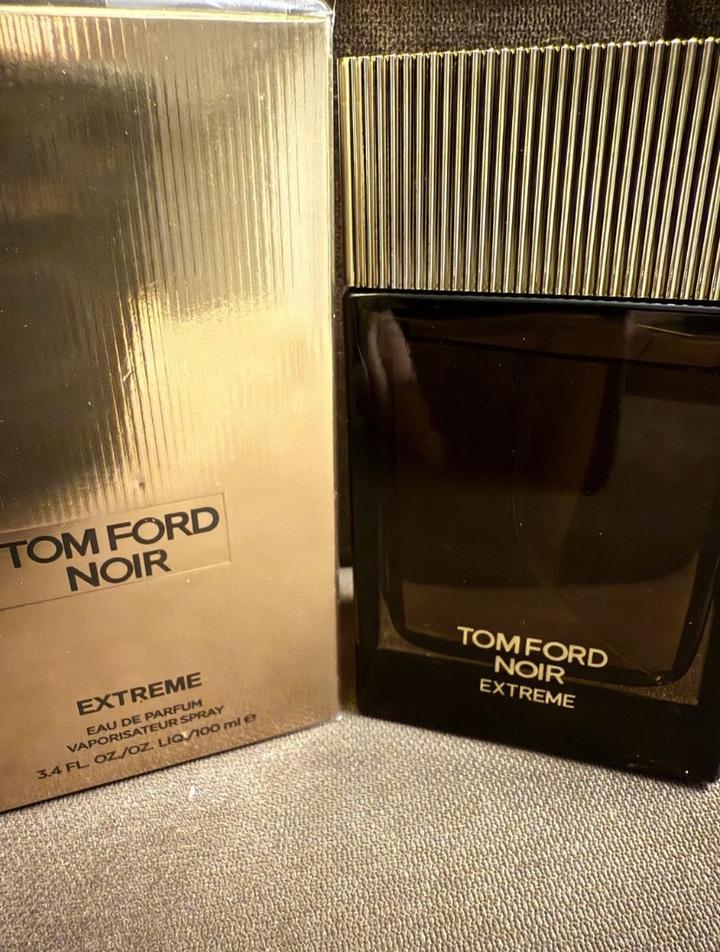 TOM FORD
NOIR
EXTREME
EAU DE PARFUM
VAPORISATEUR SPRAY
3.4 FL. OZ./OZ. LIQ./100 ml ℮
TOM FORD
NOIR
EXTREME